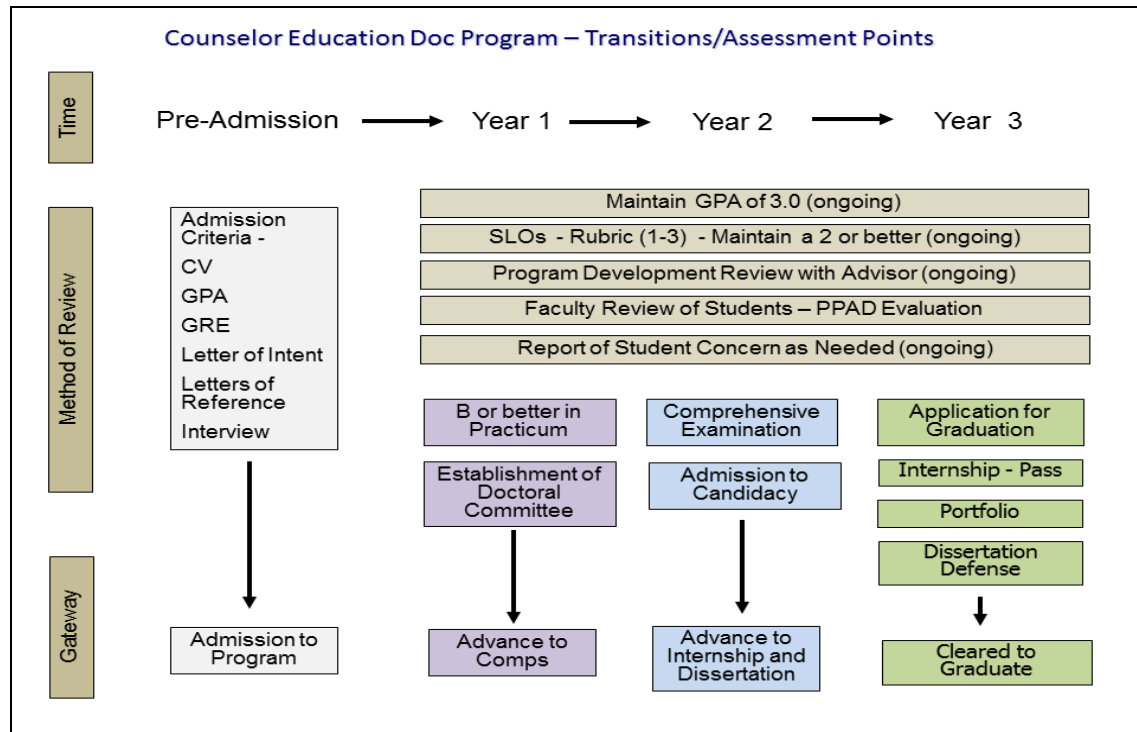 Counselor Education Doc Program – Transitions/Assessment Points
Time
Pre-Admission
Year 1
Year 2
Year 3
Method of Review
Admission
Criteria -
CV
GPA
GRE
Letter of Intent
Letters of
Reference
Interview
Maintain GPA of 3.0 (ongoing)
SLOs - Rubric (1-3) - Maintain a 2 or better (ongoing)
Program Development Review with Advisor (ongoing)
Faculty Review of Students – PPAD Evaluation
Report of Student Concern as Needed (ongoing)
B or better in
Practicum
Establishment of
Doctoral
Committee
Comprehensive
Examination
Admission to
Candidacy
Application for
Graduation
Internship - Pass
Portfolio
Dissertation
Defense
Gateway
Admission to
Program
Advance to
Comps
Advance to
Internship and
Dissertation
Cleared to
Graduate